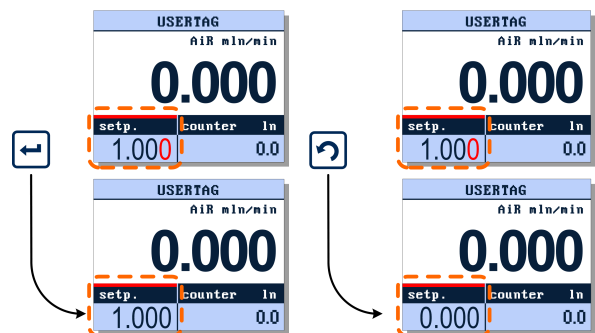 USERTAG
AiR mln/min
0.000
setp. counter ln
1.000 0.0
USERTAG
AiR mln/min
0.000
setp. counter ln
1.000 0.0
USERTAG
AiR mln/min
0.000
setp. counter ln
1.000 0.0
USERTAG
AiR mln/min
0.000
setp. counter ln
0.000 0.0